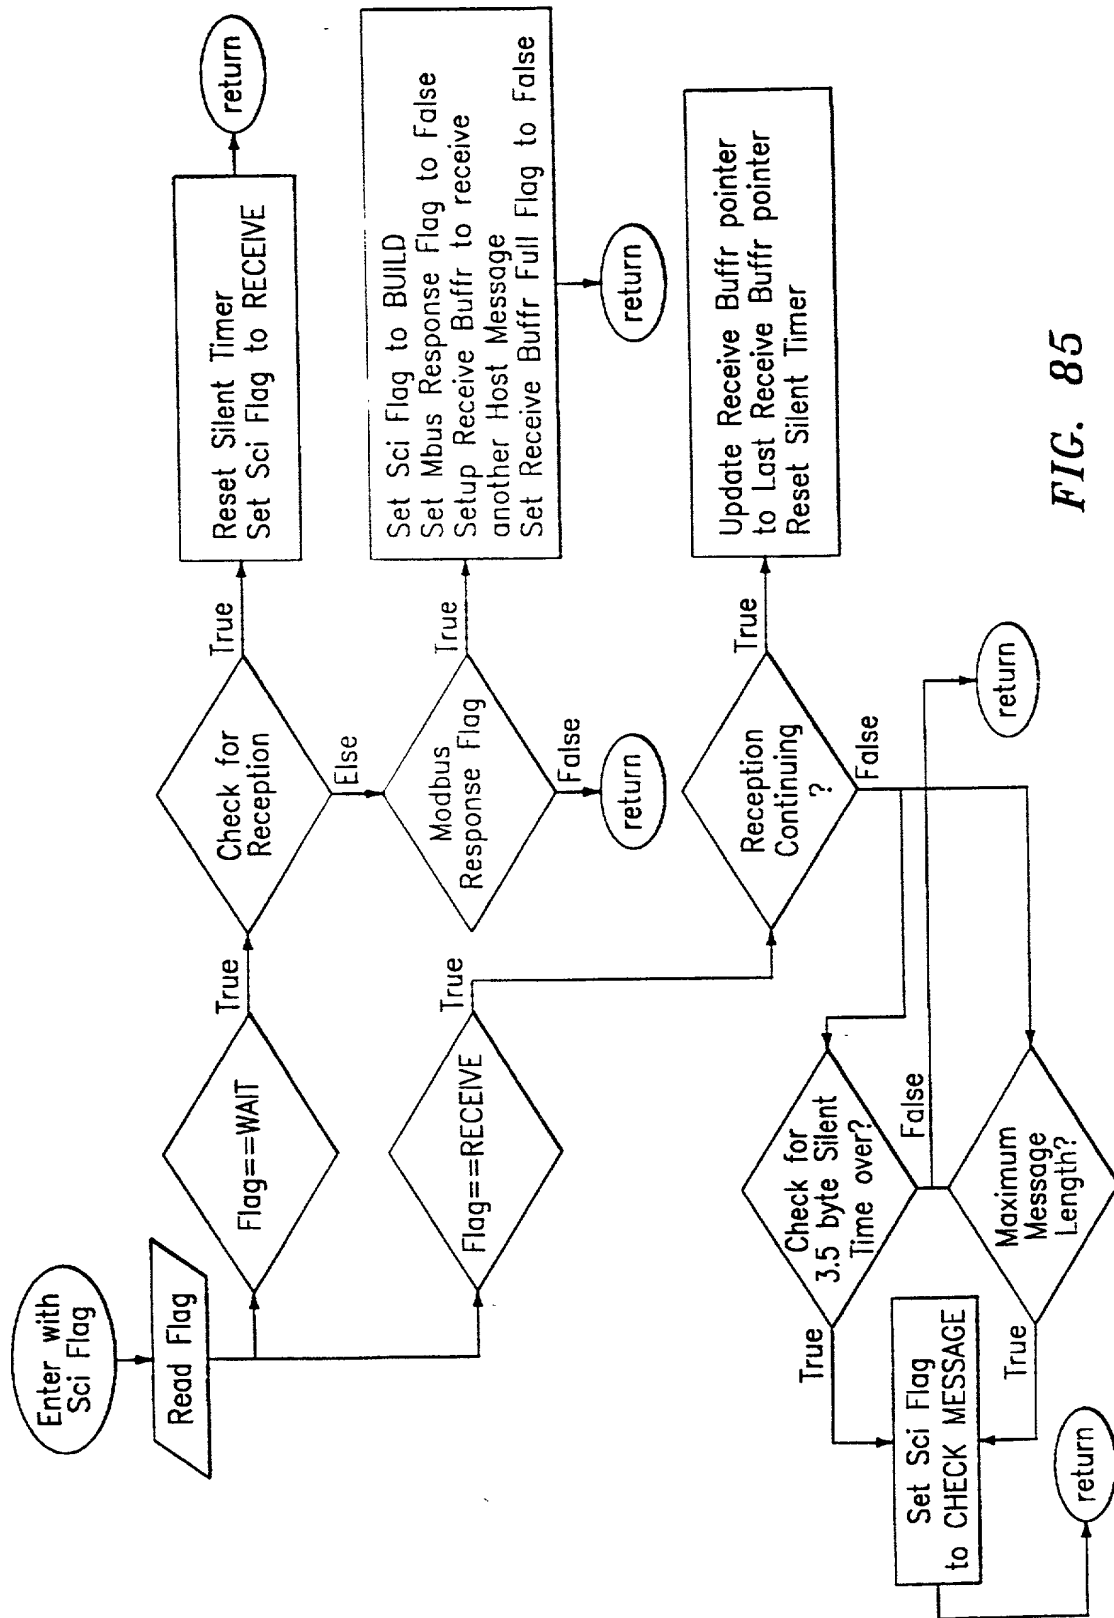 Enter with
Sci Flag
Read Flag
Flag==WAIT
True
Check for
Reception
True
Reset Silent Timer
Set Sci Flag to RECEIVE
return
Else
Modbus
Response Flag
True
Set Sci Flag to BUILD
Set Mbus Response Flag to False
Setup Receive Buffr to receive
another Host Message
Set Receive Buffr Full Flag to False
return
False
return
Flag==RECEIVE
True
Reception
Continuing
?
True
Update Receive Buffr pointer
to Last Receive Buffr pointer
Reset Silent Timer
False
Check for
3.5 byte Silent
Time over?
True
False
return
Maximum
Message
Length?
True
Set Sci Flag
to CHECK MESSAGE
return
FIG. 85